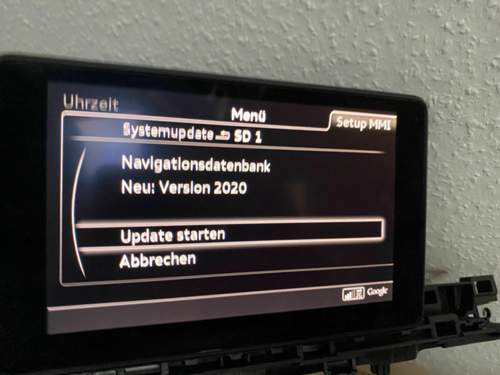 Uhrzeit
Menü
Setup MMI
Systemupdate SD 1
Navigationsdatenbank
Neu: Version 2020
Update starten
Abbrechen
Google